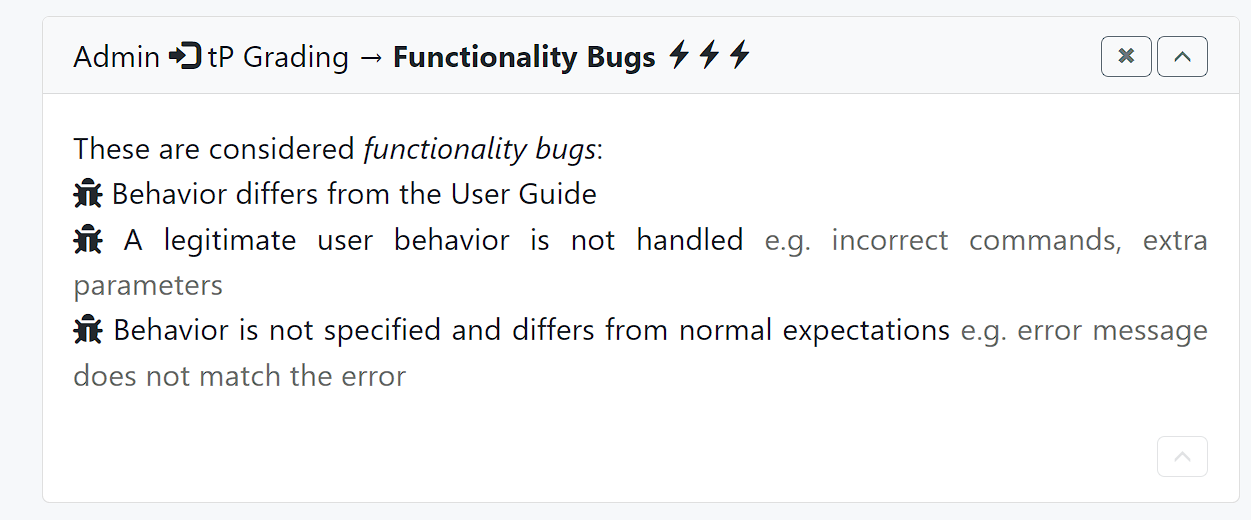 Admin tP Grading → Functionality Bugs
These are considered functionality bugs:
Behavior differs from the User Guide
A legitimate user behavior is not handled e.g. incorrect commands, extra
parameters
Behavior is not specified and differs from normal expectations e.g. error message
does not match the error